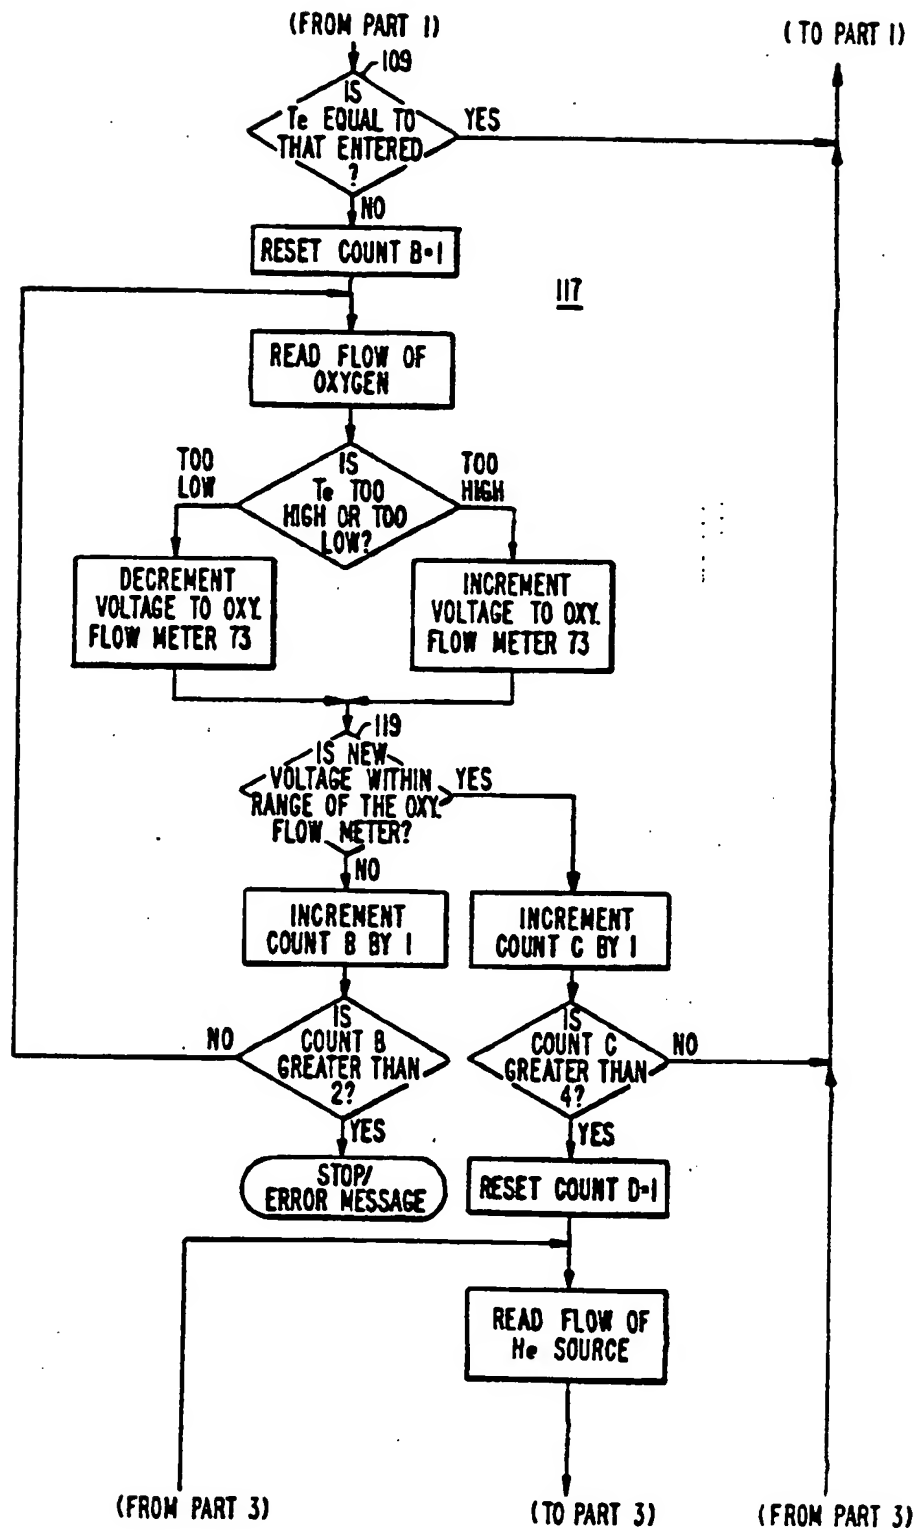 (FROM PART 1)
(TO PART 1)
109
IS
Te EQUAL TO
THAT ENTERED
?
YES
NO
RESET COUNT B=1
117
READ FLOW OF
OXYGEN
TOO
LOW
IS
Te TOO
HIGH OR TOO
LOW?
TOO
HIGH
DECREMENT
VOLTAGE TO OXY.
FLOW METER 73
INCREMENT
VOLTAGE TO OXY.
FLOW METER 73
119
IS NEW
VOLTAGE WITHIN
RANGE OF THE OXY.
FLOW METER?
YES
NO
INCREMENT
COUNT B BY 1
INCREMENT
COUNT C BY 1
NO
IS
COUNT B
GREATER THAN
2?
IS
COUNT C
GREATER THAN
4?
NO
YES
YES
STOP/
ERROR MESSAGE
RESET COUNT D=1
READ FLOW OF
He SOURCE
(FROM PART 3)
(TO PART 3)
(FROM PART 3)